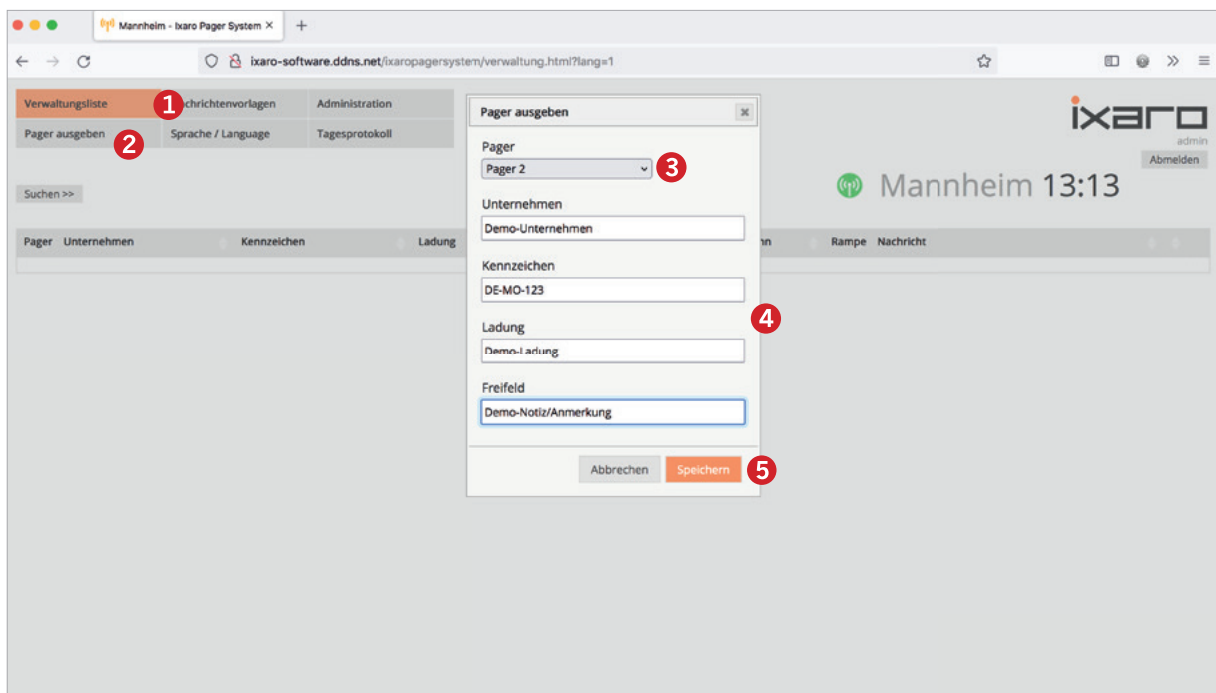 Mannheim - Ixaro Pager System ×
ixaro-software.ddns.net/ixaropagersystem/verwaltung.html?lang=1
Verwaltungsliste 1 chrichtenvorlagen Administration
Pager ausgeben 2 Sprache / Language Tagesprotokoll
ixaro
admin
Abmelden
Suchen >>
Mannheim 13:13
Pager Unternehmen Kennzeichen Ladung nn Rampe Nachricht
Pager ausgeben
Pager
Pager 2 3
Unternehmen
Demo-Unternehmen
Kennzeichen
DE-MO-123
4
Ladung
Demo-Ladung
Freifeld
Demo-Notiz/Anmerkung
Abbrechen Speichern 5